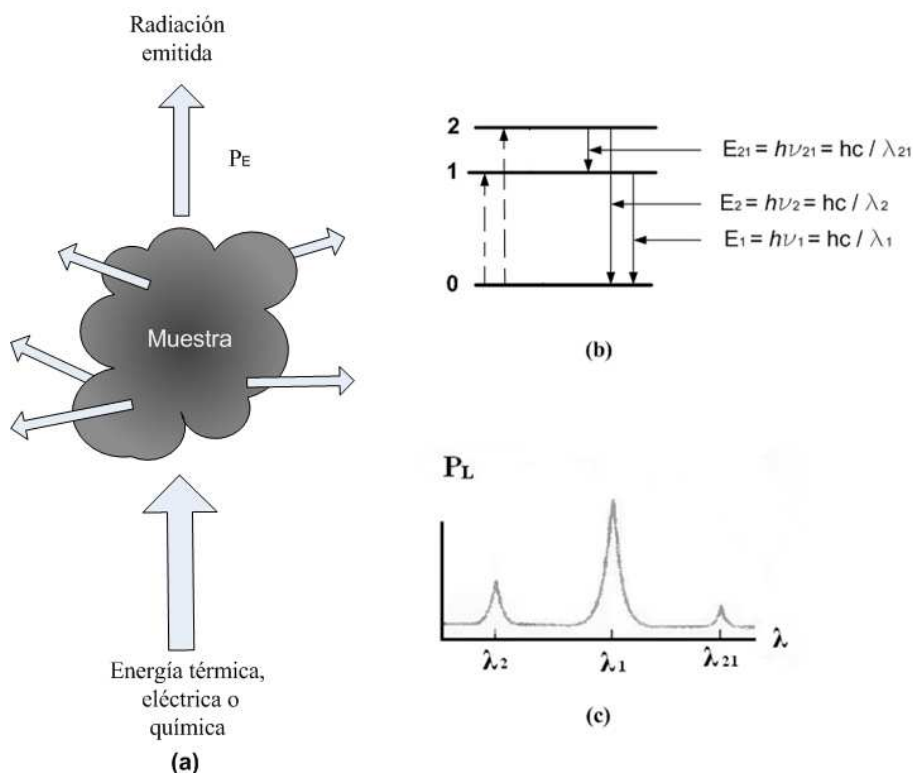 Radiación
emitida
PE
Muestra
Energía térmica,
eléctrica o
química
(a)
2
1
0
E21 = hν21 = hc / λ21
E2 = hν2 = hc / λ2
E1 = hν1 = hc / λ1
(b)
PL
λ2
λ1
λ21
λ
(c)